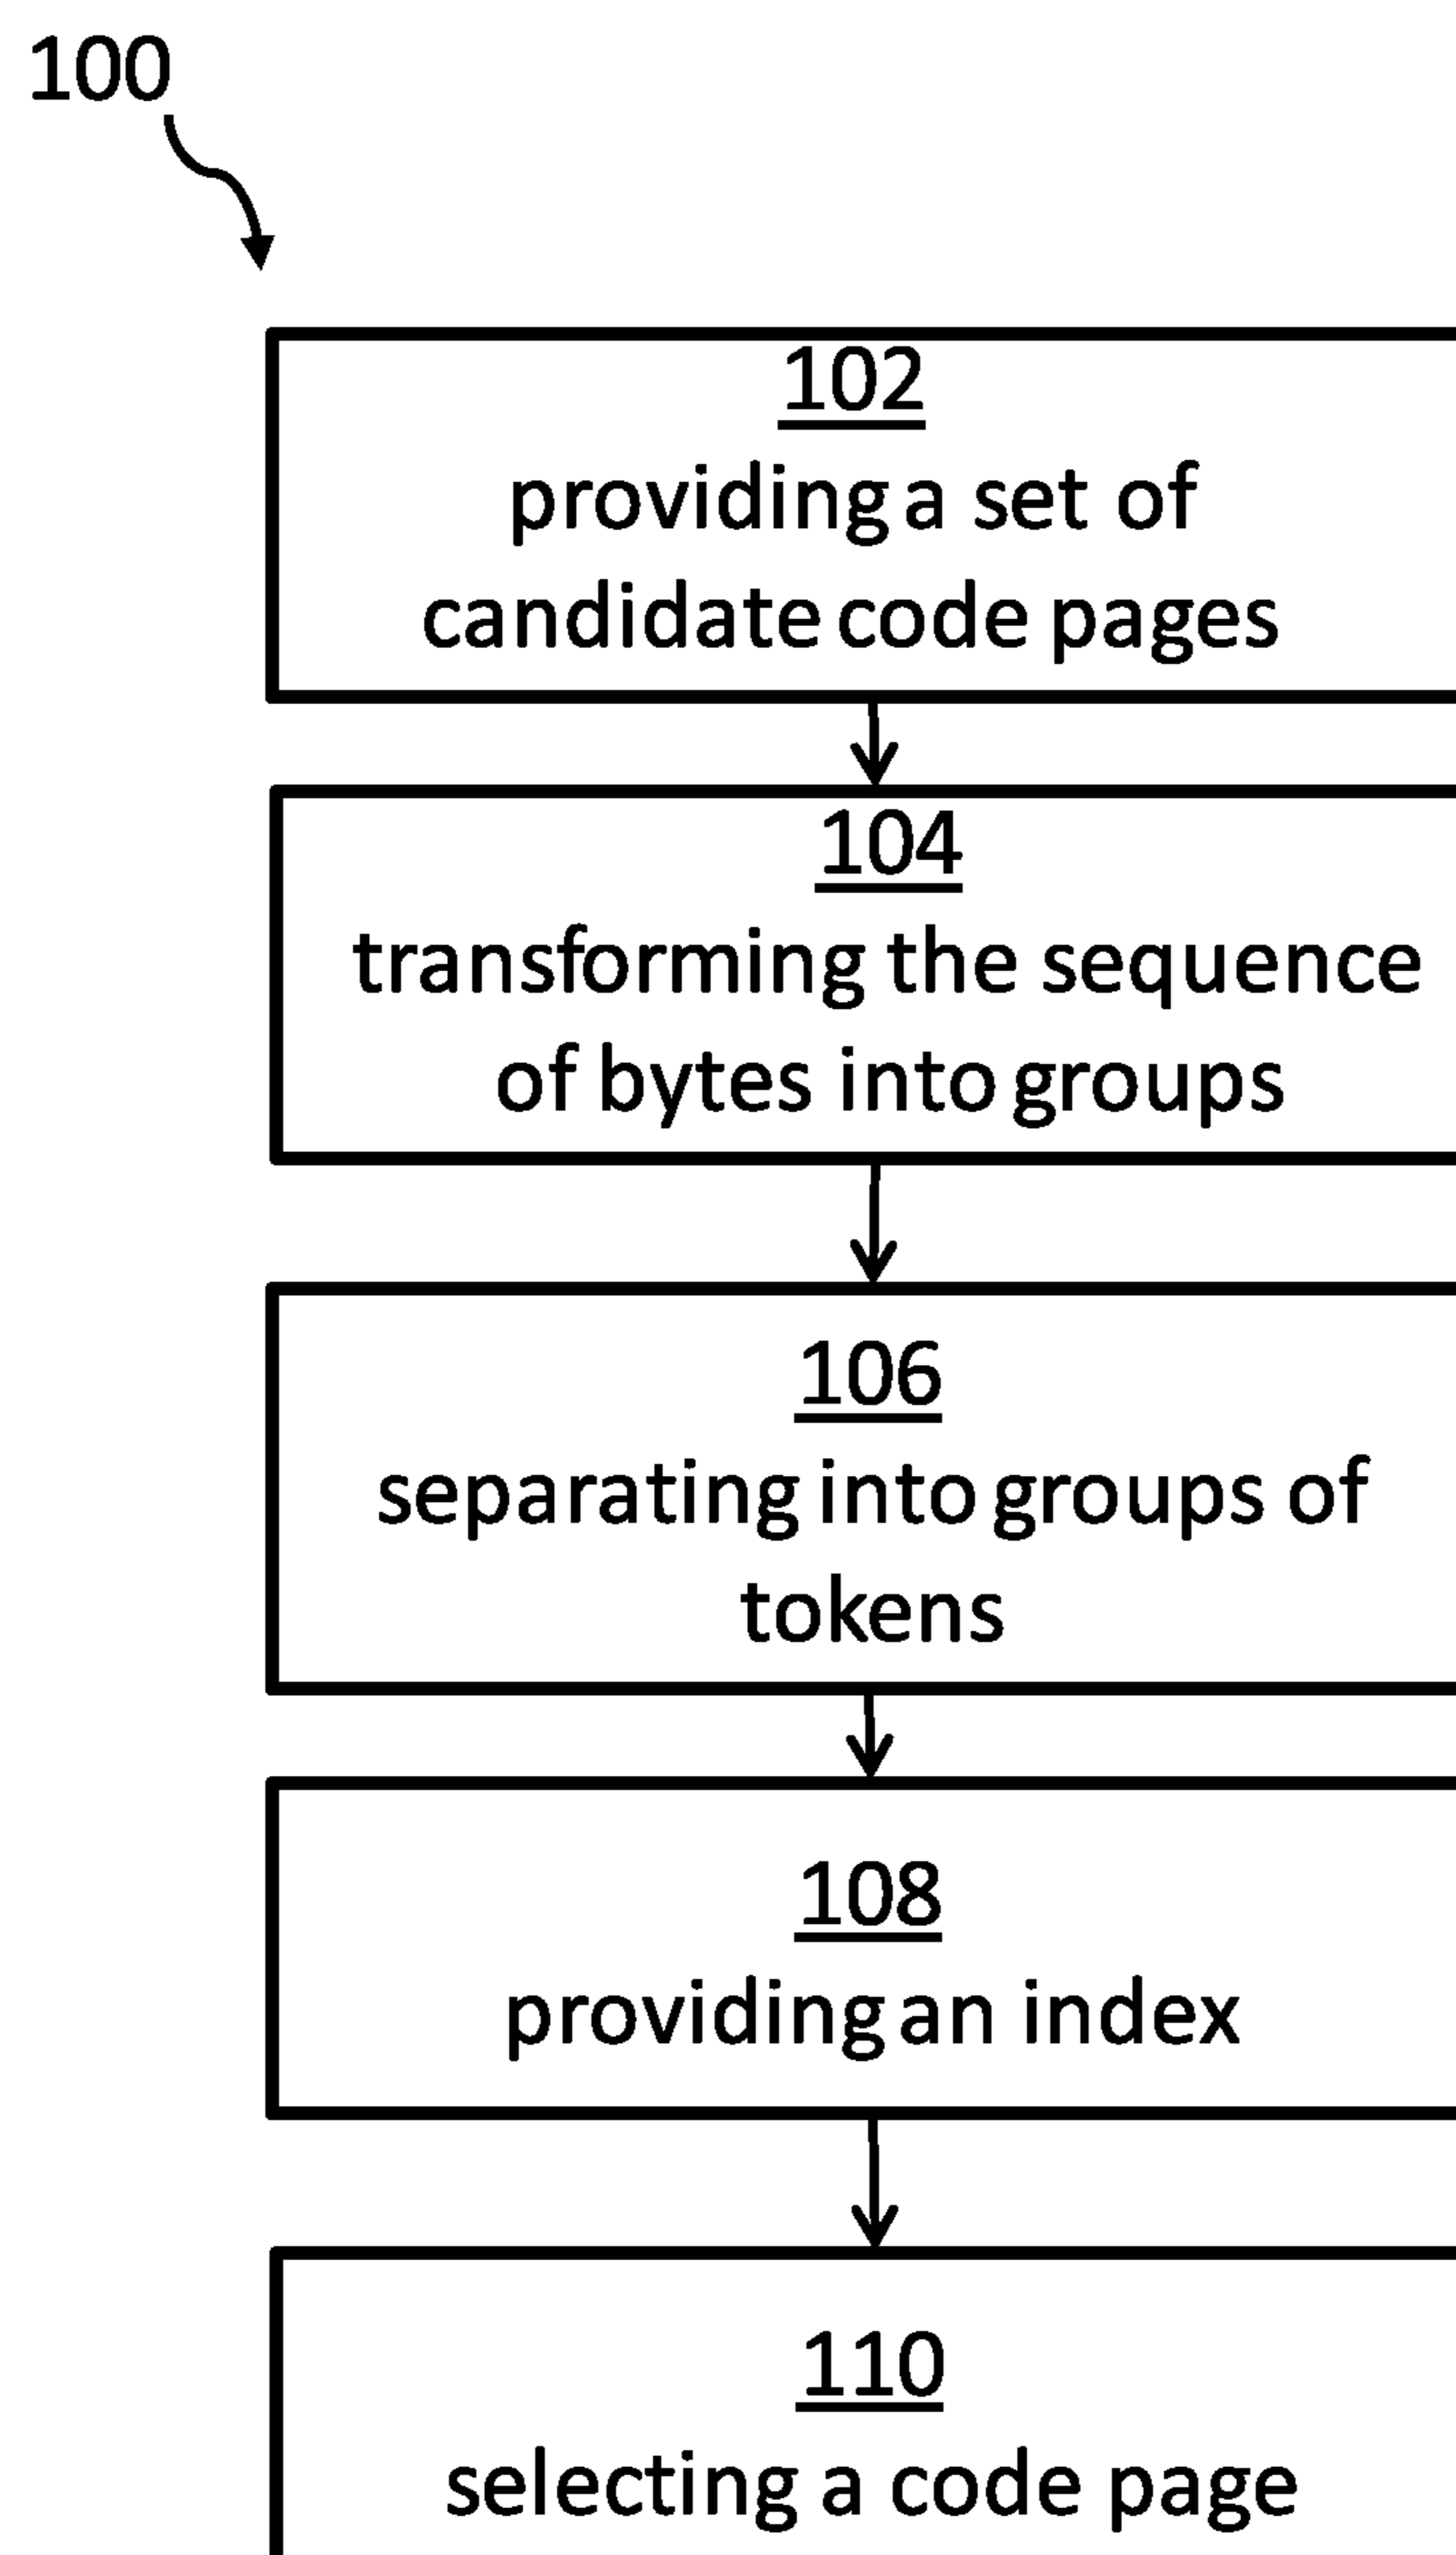 100
102
providing a set of
candidate code pages
104
transforming the sequence
of bytes into groups
106
separating into groups of
tokens
108
providing an index
110
selecting a code page